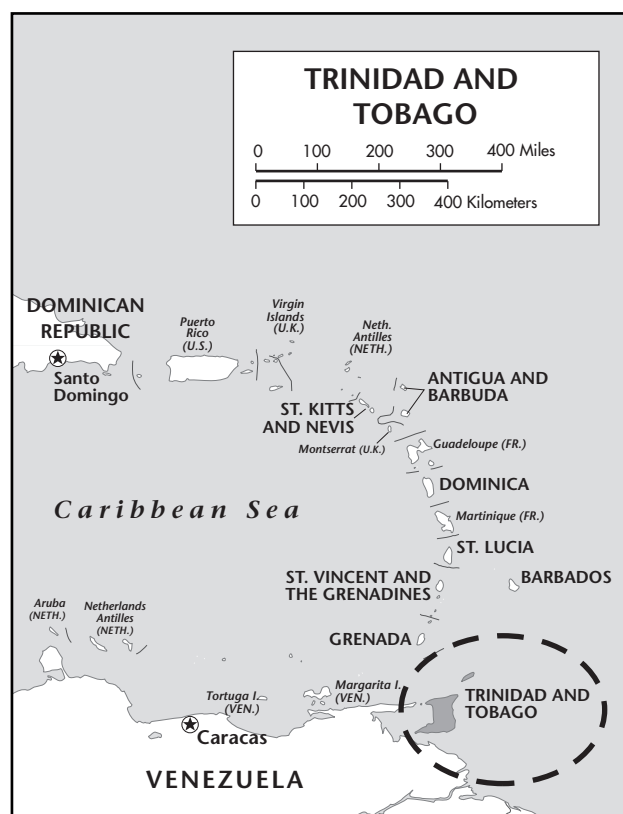 TRINIDAD AND
TOBAGO
0 100 200 300 400 Miles
0 100 200 300 400 Kilometers
DOMINICAN
REPUBLIC
Santo
Domingo
Puerto
Rico
(U.S.)
Virgin
Islands
(U.K.)
Neth.
Antilles
(NETH.)
ANTIGUA AND
BARBUDA
ST. KITTS
AND NEVIS
Montserrat (U.K.)
Guadeloupe (FR.)
DOMINICA
Caribbean Sea
Martinique (FR.)
ST. LUCIA
ST. VINCENT AND
THE GRENADINES
BARBADOS
Aruba
(NETH.)
Netherlands
Antilles
(NETH.)
GRENADA
Tortuga I.
(VEN.)
Margarita I.
(VEN.)
TRINIDAD AND
TOBAGO
Caracas
VENEZUELA